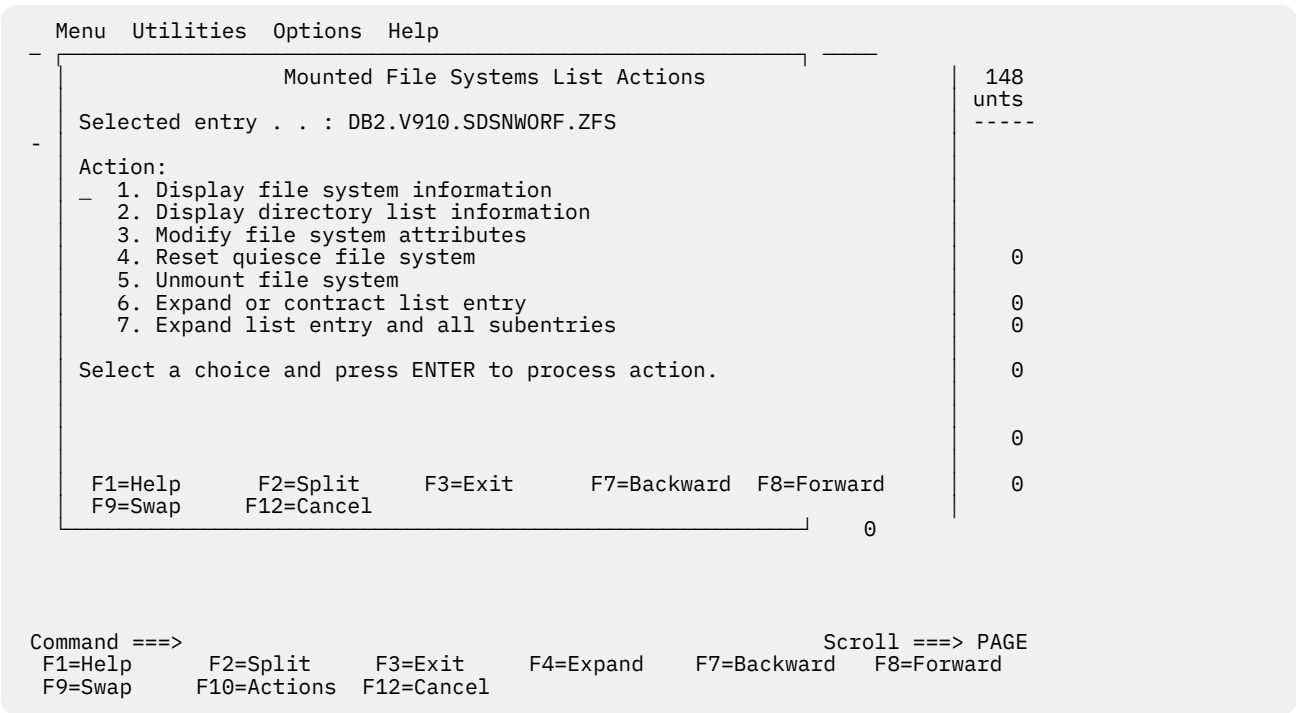 Menu  Utilities  Options  Help
Mounted File Systems List Actions 148
unts
Selected entry . . : DB2.V910.SDSNWORF.ZFS -----
-
Action:
_  1. Display file system information
2. Display directory list information
3. Modify file system attributes
4. Reset quiesce file system 0
5. Unmount file system
6. Expand or contract list entry 0
7. Expand list entry and all subentries 0
Select a choice and press ENTER to process action. 0
0
F1=Help F2=Split F3=Exit F7=Backward F8=Forward 0
F9=Swap F12=Cancel
0
Command ===> Scroll ===> PAGE
F1=Help F2=Split F3=Exit F4=Expand F7=Backward F8=Forward
F9=Swap F10=Actions F12=Cancel